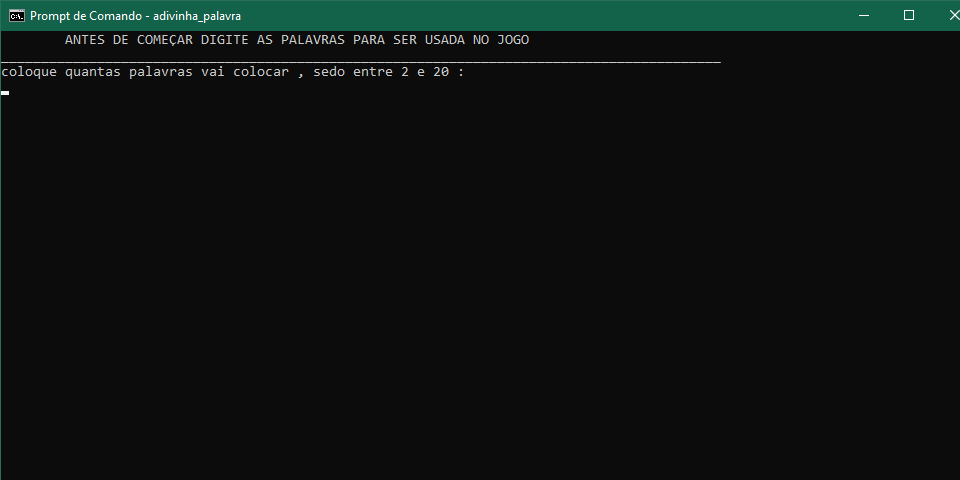 Prompt de Comando - adivinha_palavra
ANTES DE COMEÇAR DIGITE AS PALAVRAS PARA SER USADA NO JOGO
__________________________________________________________________________________________
coloque quantas palavras vai colocar , sedo entre 2 e 20 :